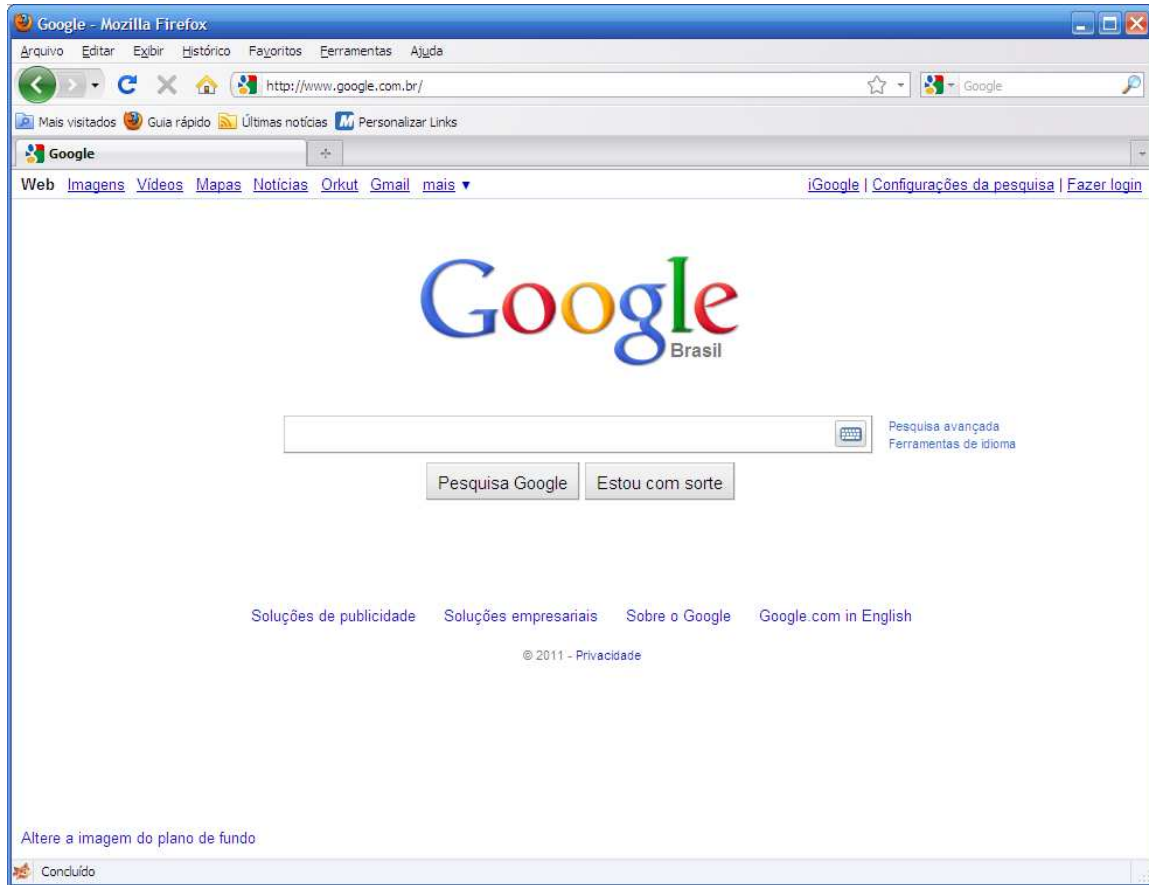 Google - Mozilla Firefox
Arquivo Editar Exibir Histórico Favoritos Ferramentas Ajuda
http://www.google.com.br/ Google
Mais visitados Guia rápido Últimas notícias Personalizar Links
Google
Web Imagens Vídeos Mapas Notícias Orkut Gmail mais ▼ iGoogle | Configurações da pesquisa | Fazer login
Google
Brasil
Pesquisa avançada
Ferramentas de idioma
Pesquisa Google Estou com sorte
Soluções de publicidade Soluções empresariais Sobre o Google Google.com in English
© 2011 - Privacidade
Altere a imagem do plano de fundo
Concluído